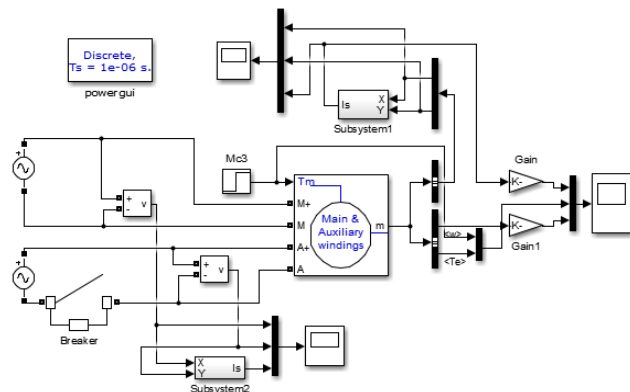 Discrete,
Ts = 1e-06 s.
powergui
Is
X
Y
Subsystem1
Mc3
Gain
Tm
M+
M
A+
A
Main &
Auxiliary
windings
m
K-
K-
Gain1
<w>
<Te>
+
+
-
v
+
+
-
v
Breaker
X
Y
Is
Subsystem2